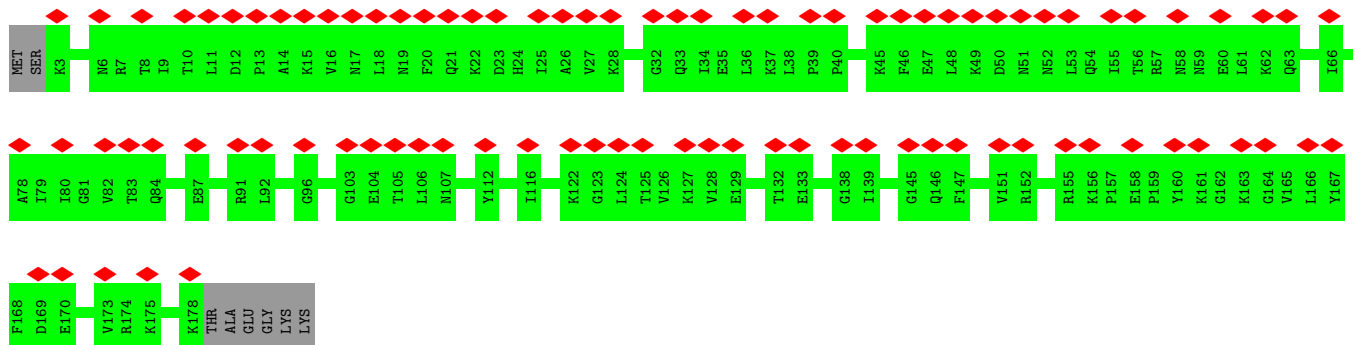 MET SER K3 N6 R7 T8 I9 T10 L11 D12 P13 A14 K15 V16 N17 L18 N19 F20 Q21 K22 D23 H24 I25 A26 V27 K28 G32 Q33 I34 E35 L36 K37 L38 P39 P40 K45 F46 E47 L48 K49 D50 N51 N52 L53 Q54 I55 T56 R57 N58 N59 E60 L61 K62 Q63 I66
A78 I79 I80 G81 V82 T83 Q84 E87 R91 L92 G96 G103 E104 T105 L106 N107 Y112 I116 K122 G123 L124 T125 V126 K127 V128 E129 T132 E133 G138 I139 G145 Q146 F147 V151 R152 R155 K156 P157 E158 P159 Y160 K161 G162 K163 G164 V165 L166 Y167
F168 D169 E170 V173 R174 K175 K178 THR ALA GLU GLY LYS LYS